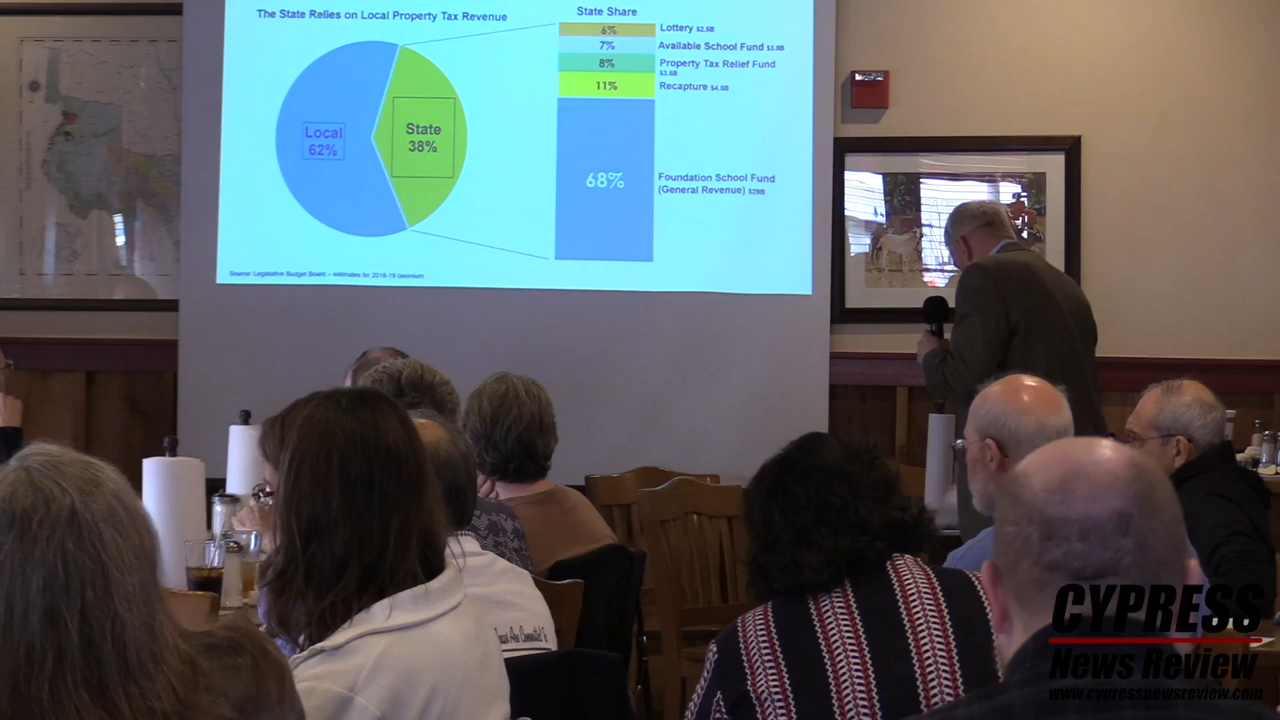 The State Relies on Local Property Tax Revenue
State Share
Local
62%
State
38%
6%
Lottery $2.5B
7%
Available School Fund
8%
Property Tax Relief Fund
$3.5B
11%
Recapture $4.5B
68%
Foundation School Fund
(General Revenue) $29B
Source: Legislative Budget Board – estimates for 2018-19 biennium
CYPRESS
News Review
www.cypressnewsreview.com